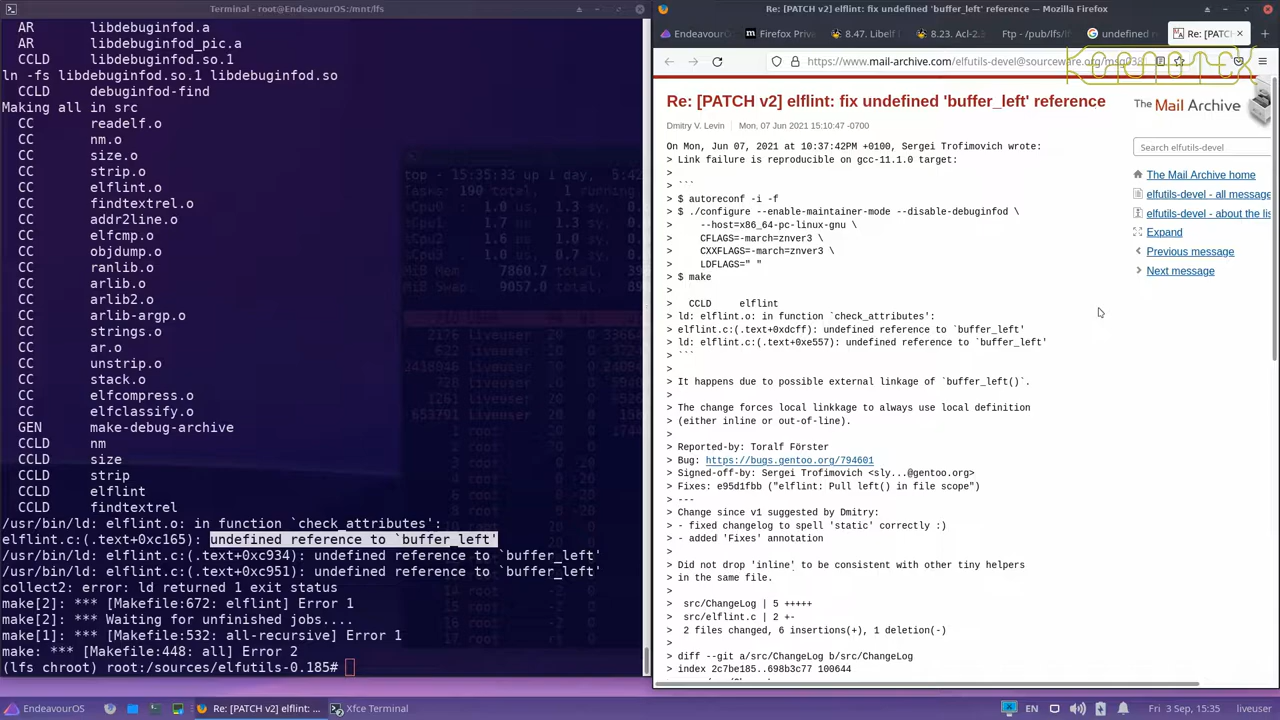 Terminal - root@EndeavourOS:/mnt/lfs
AR libdebuginfod.a
AR libdebuginfod_pic.a
CCLD libdebuginfod.so.1
ln -fs libdebuginfod.so.1 libdebuginfod.so
CCLD debuginfod-find
Making all in src
CC readelf.o
CC nm.o
CC size.o
CC strip.o
CC elflint.o
CC findtextrel.o
CC addr2line.o
CC elfcmp.o
CC objdump.o
CC ranlib.o
CC arlib.o
CC arlib2.o
CC arlib-argp.o
CC strings.o
CC ar.o
CC unstrip.o
CC stack.o
CC elfcompress.o
CC elfclassify.o
GEN make-debug-archive
CCLD nm
CCLD size
CCLD strip
CCLD elflint
CCLD findtextrel
/usr/bin/ld: elflint.o: in function `check_attributes':
elflint.c:(.text+0xc165): undefined reference to `buffer_left'
/usr/bin/ld: elflint.c:(.text+0xc934): undefined reference to `buffer_left'
/usr/bin/ld: elflint.c:(.text+0xc951): undefined reference to `buffer_left'
collect2: error: ld returned 1 exit status
make[2]: *** [Makefile:672: elflint] Error 1
make[2]: *** Waiting for unfinished jobs....
make[1]: *** [Makefile:532: all-recursive] Error 1
make: *** [Makefile:448: all] Error 2
(lfs chroot) root:/sources/elfutils-0.185#
Re: [PATCH v2] elflint: fix undefined 'buffer_left' reference — Mozilla Firefox
EndeavourOS
Firefox Priva
8.47. Libelf
8.23. Acl-2.3
Ftp - /pub/lfs/l
undefined r
Re: [PATCH
https://www.mail-archive.com/elfutils-devel@sourceware.org/msg038
Re: [PATCH v2] elflint: fix undefined 'buffer_left' reference
Dmitry V. Levin | Mon, 07 Jun 2021 15:10:47 -0700
On Mon, Jun 07, 2021 at 10:37:42PM +0100, Sergei Trofimovich wrote:
> Link failure is reproducible on gcc-11.1.0 target:
>
> ```
> $ autoreconf -i -f
> $ ./configure --enable-maintainer-mode --disable-debuginfod \
> --host=x86_64-pc-linux-gnu \
> CFLAGS=-march=znver3 \
> CXXFLAGS=-march=znver3 \
> LDFLAGS=" "
> $ make
>
> CCLD elflint
> ld: elflint.o: in function `check_attributes':
> elflint.c:(.text+0xdcff): undefined reference to `buffer_left'
> ld: elflint.c:(.text+0xe557): undefined reference to `buffer_left'
> ```
>
> It happens due to possible external linkage of `buffer_left()`.
>
> The change forces local linkkage to always use local definition
> (either inline or out-of-line).
>
> Reported-by: Toralf Förster
> Bug: https://bugs.gentoo.org/794601
> Signed-off-by: Sergei Trofimovich <sly...@gentoo.org>
> Fixes: e95d1fbb ("elflint: Pull left() in file scope")
> ---
> Change since v1 suggested by Dmitry:
> - fixed changelog to spell 'static' correctly :)
> - added 'Fixes' annotation
>
> Did not drop 'inline' to be consistent with other tiny helpers
> in the same file.
>
> src/ChangeLog | 5 +++++
> src/elflint.c | 2 +-
> 2 files changed, 6 insertions(+), 1 deletion(-)
>
> diff --git a/src/ChangeLog b/src/ChangeLog
> index 2c7be185..698b3c77 100644
The Mail Archive
Search elfutils-devel
The Mail Archive home
elfutils-devel - all message
elfutils-devel - about the lis
Expand
Previous message
Next message
EndeavourOS
Re: [PATCH v2] elflint: ...
Xfce Terminal
EN
Fri 3 Sep, 15:35
liveuser